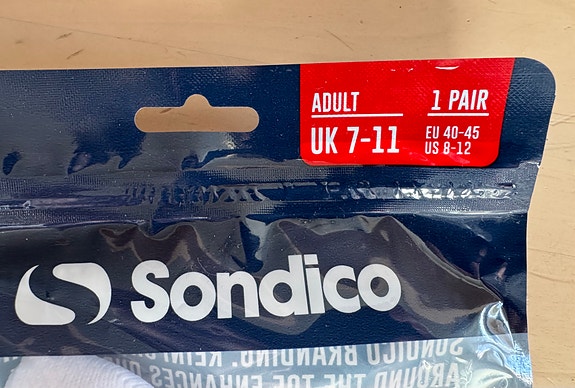 ADULT
1 PAIR
UK 7-11
EU 40-45
US 8-12
Sondico
SONDICO BRANDING. REINF
AROUND THE TOE ENHANCES